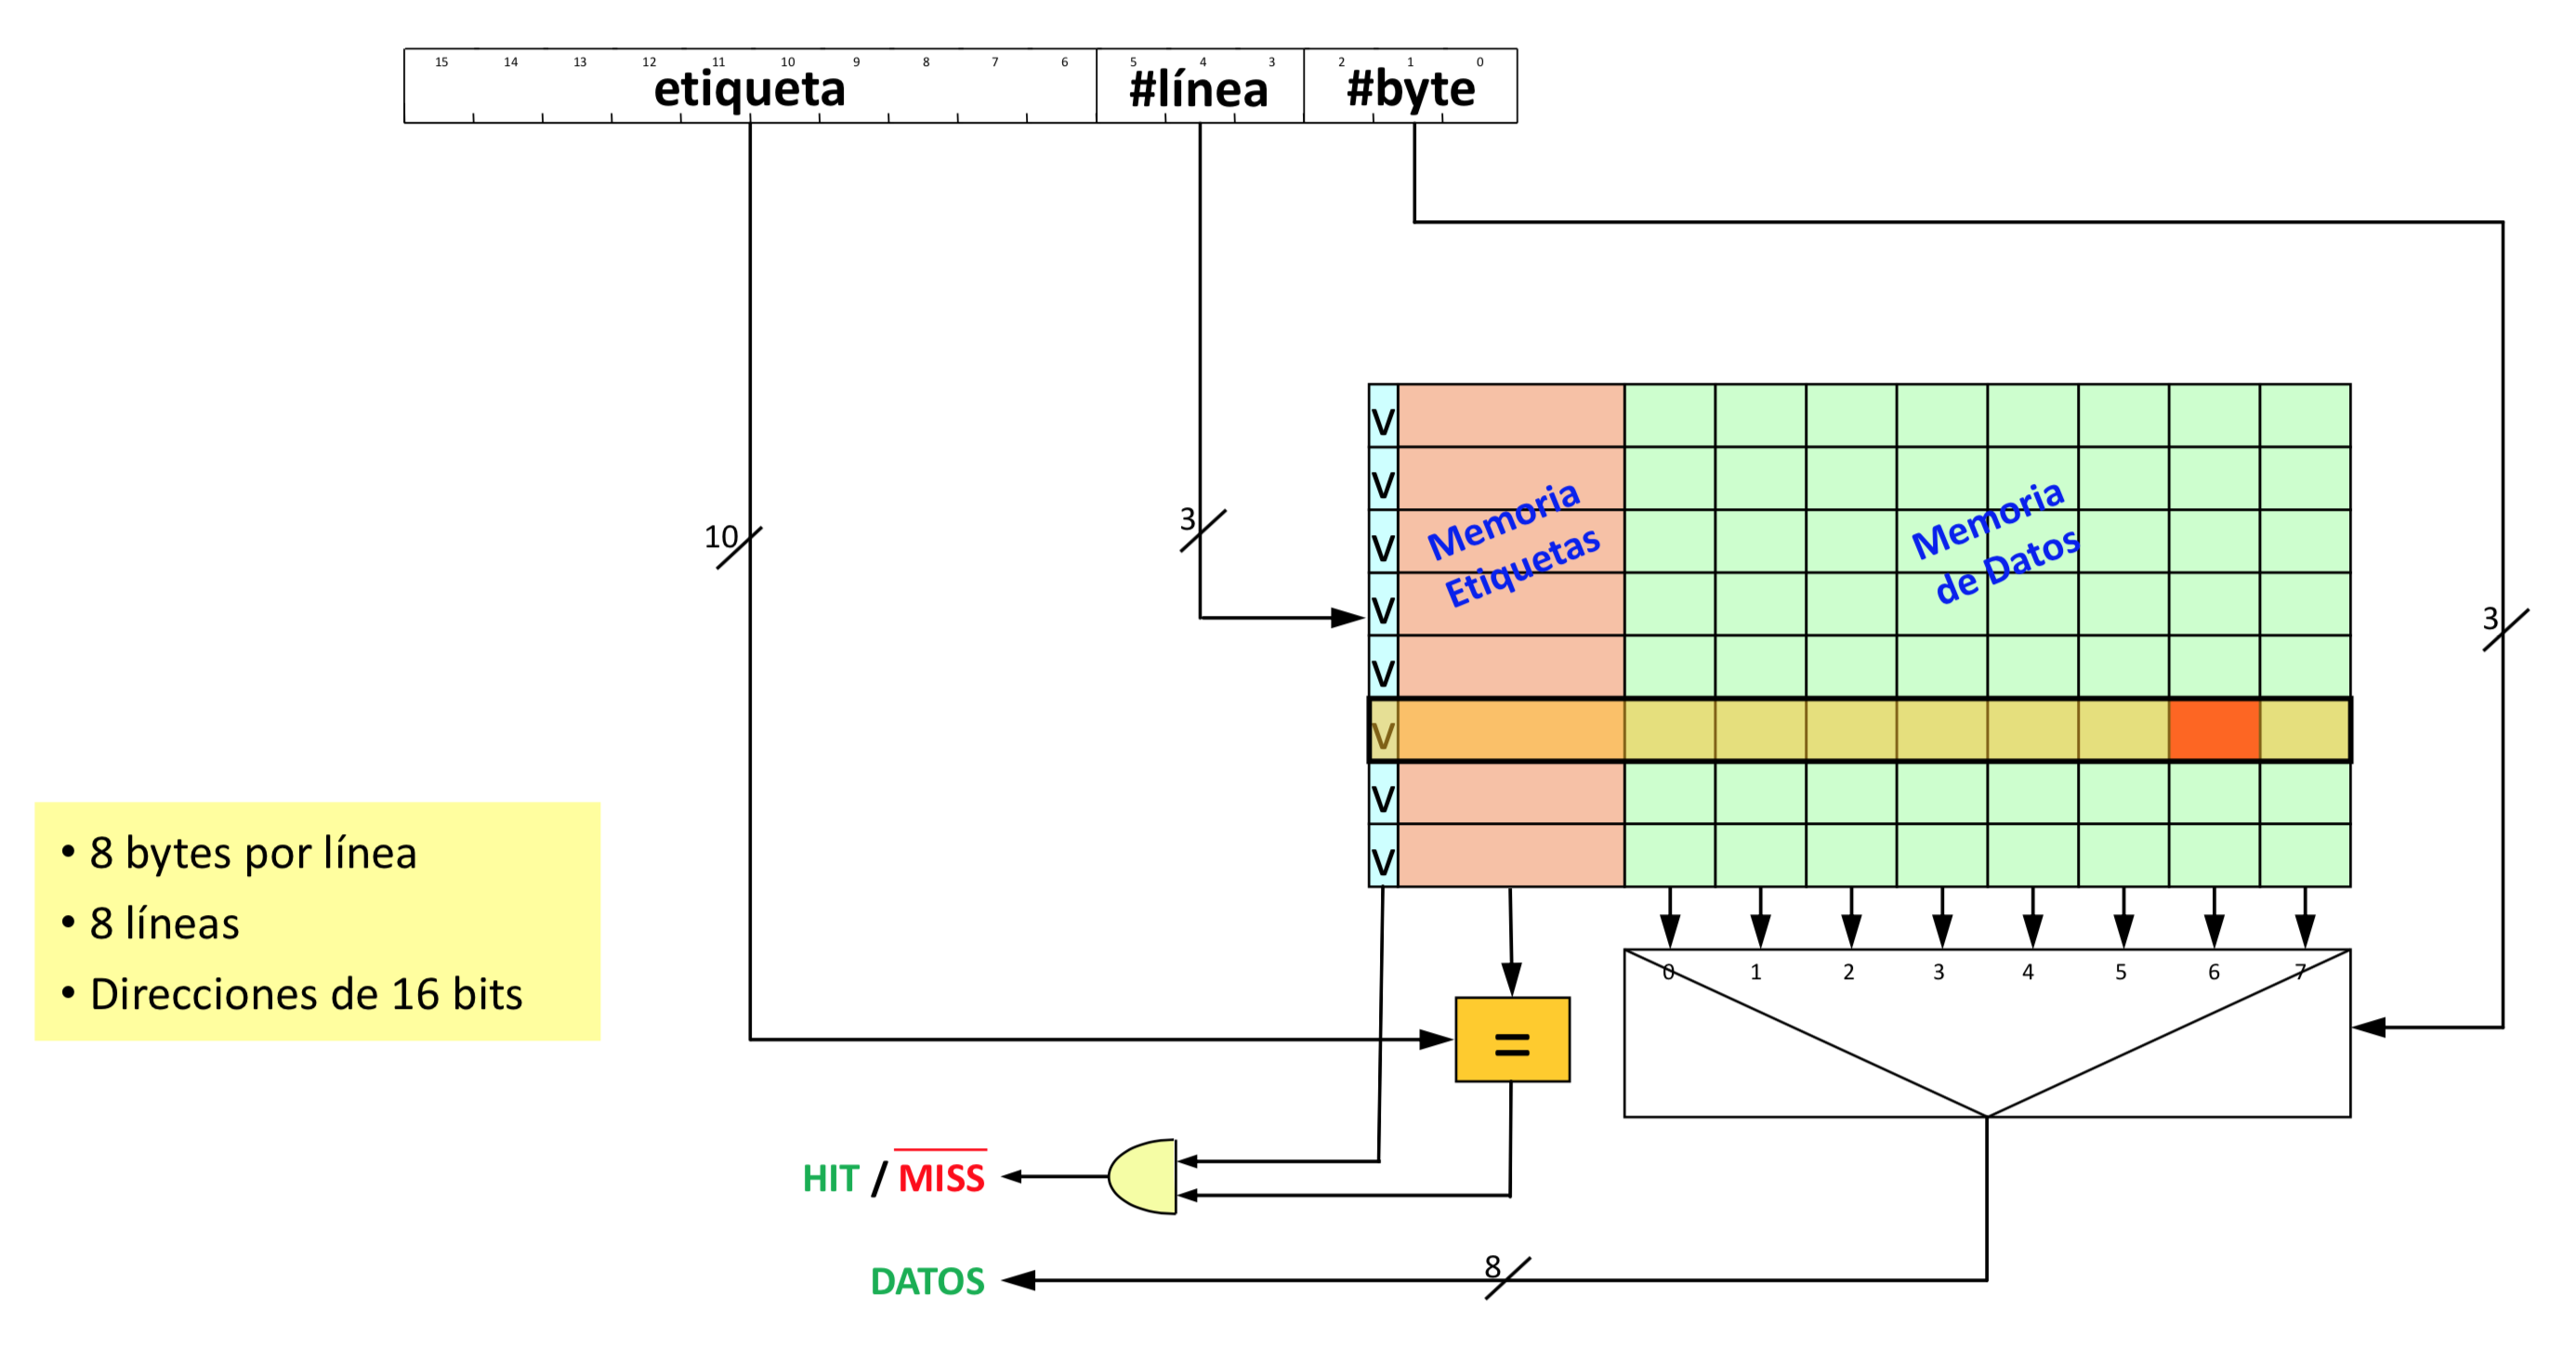 15 14 13 12 11 10 9 8 7 6 5 4 3 2 1 0
etiqueta #línea #byte
10
3
3
V
V
V
V
V
V
V
V
Memoria
Etiquetas
Memoria
de Datos
• 8 bytes por línea
• 8 líneas
• Direcciones de 16 bits
0 1 2 3 4 5 6 7
=
HIT / MISS
8
DATOS